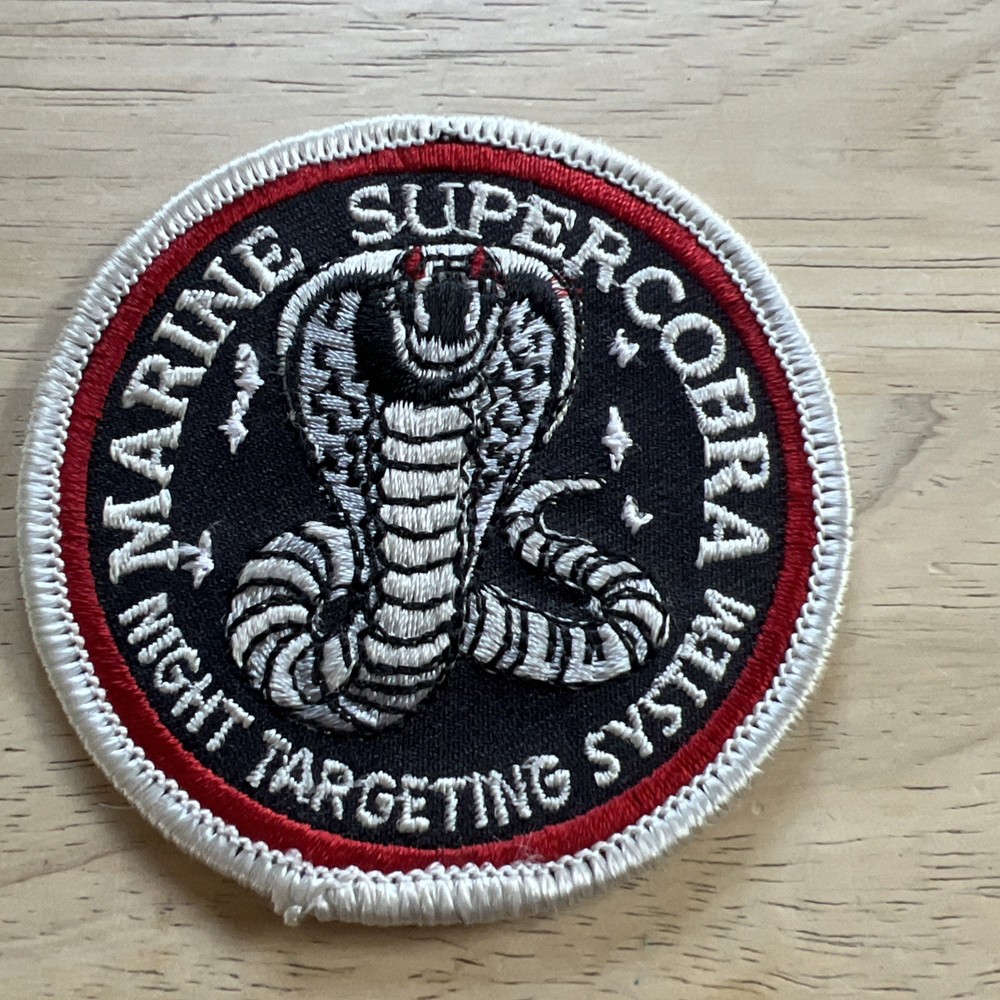 MARINE SUPERCOBRA
NIGHT TARGETING SYSTEM